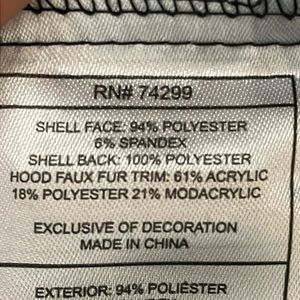 RN# 74299
SHELL FACE: 94% POLYESTER
6% SPANDEX
SHELL BACK: 100% POLYESTER
HOOD FAUX FUR TRIM: 61% ACRYLIC
18% POLYESTER 21% MODACRYLIC
EXCLUSIVE OF DECORATION
MADE IN CHINA
EXTERIOR: 94% POLIÉSTER